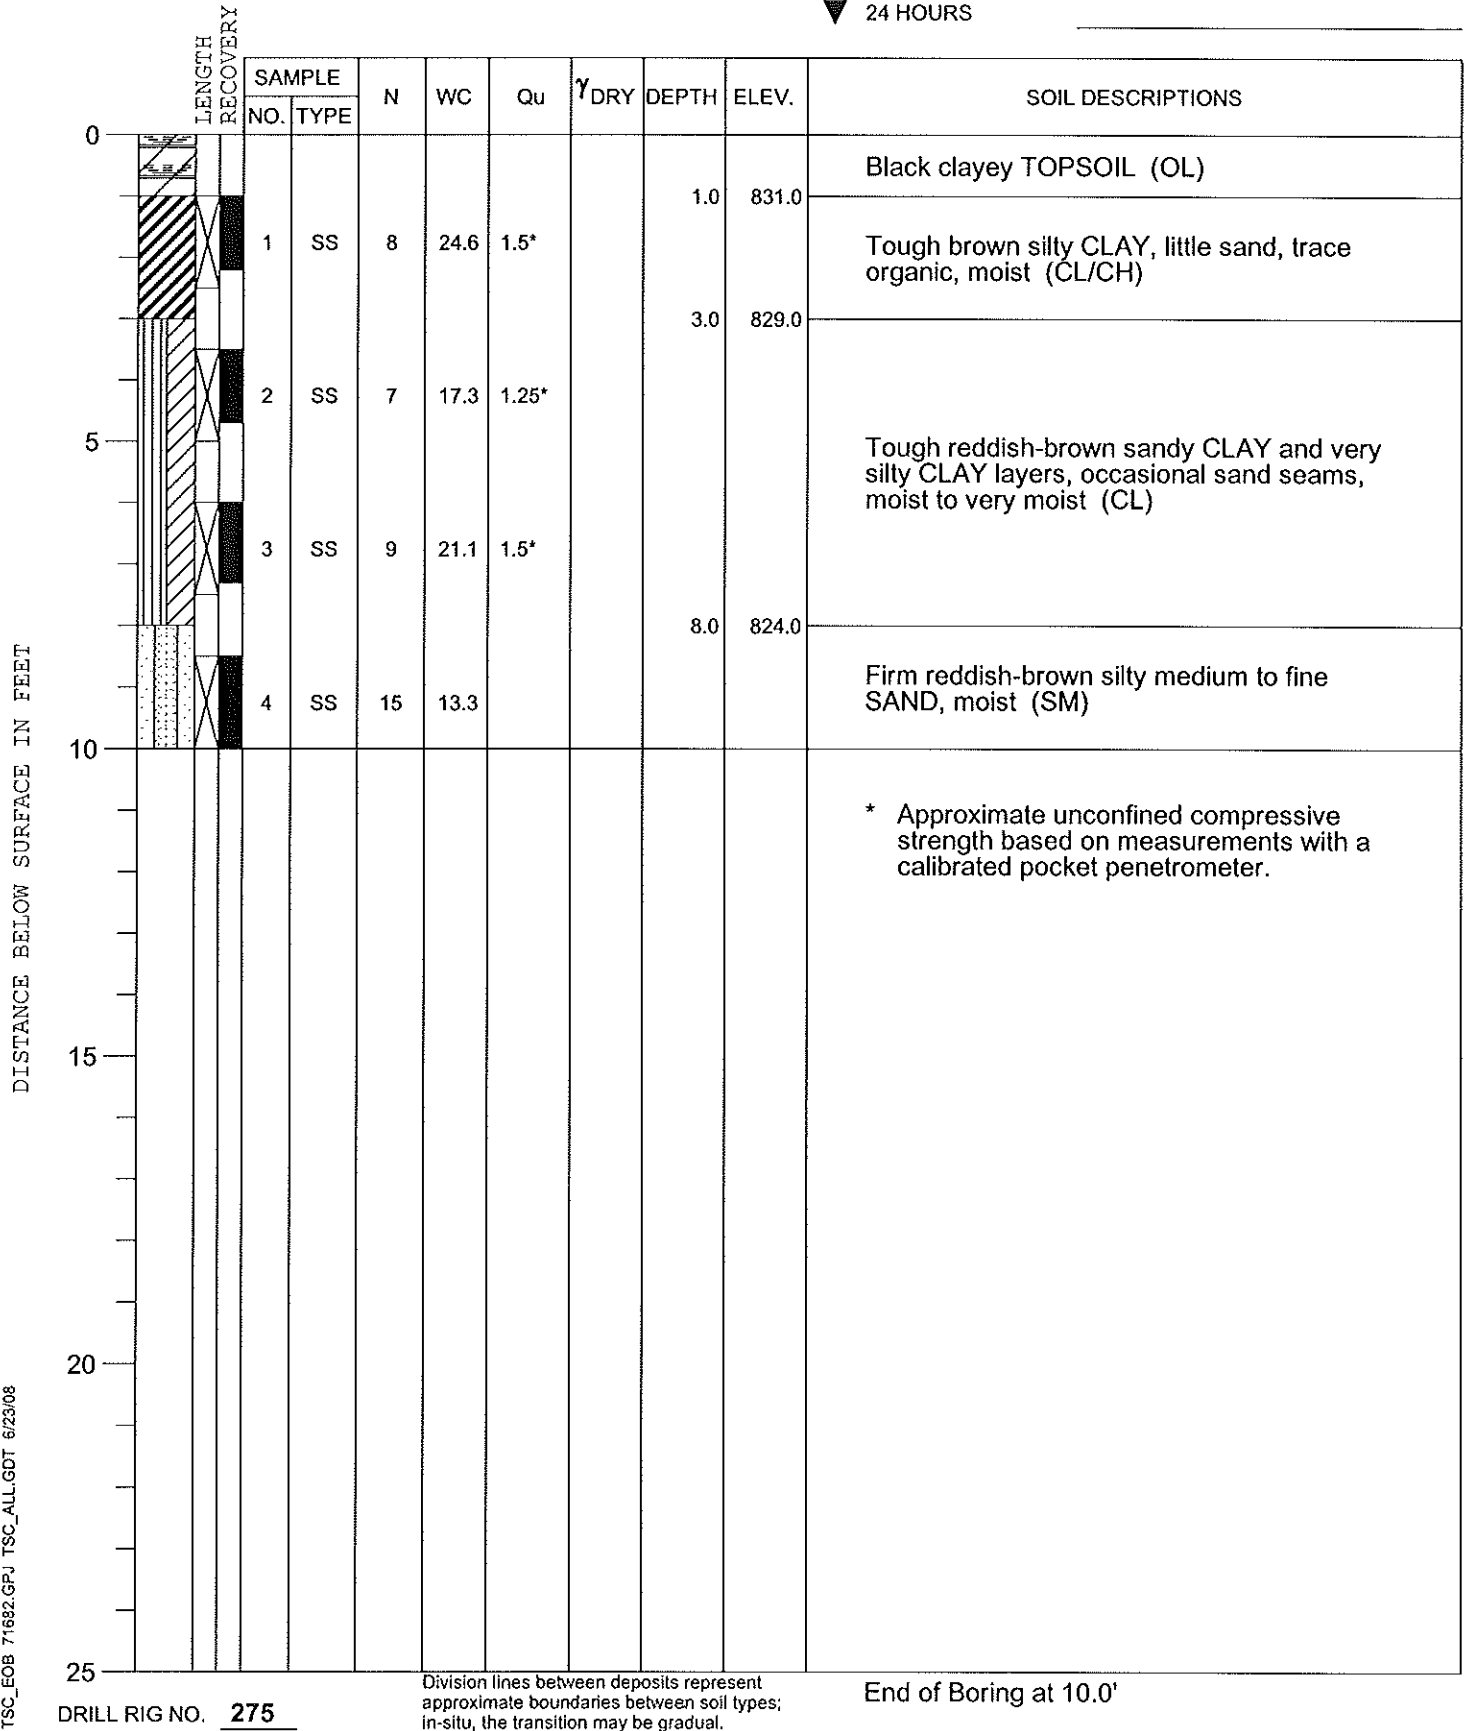 24 HOURS
LENGTH
RECOVERY
SAMPLE
NO. TYPE N WC Qu γDRY DEPTH ELEV. SOIL DESCRIPTIONS
0
Black clayey TOPSOIL (OL)
1.0 831.0
1 SS 8 24.6 1.5*
Tough brown silty CLAY, little sand, trace
organic, moist (CL/CH)
3.0 829.0
2 SS 7 17.3 1.25*
5
Tough reddish-brown sandy CLAY and very
silty CLAY layers, occasional sand seams,
moist to very moist (CL)
3 SS 9 21.1 1.5*
8.0 824.0
Firm reddish-brown silty medium to fine
SAND, moist (SM)
4 SS 15 13.3
10
* Approximate unconfined compressive
strength based on measurements with a
calibrated pocket penetrometer.
15
20
25
DISTANCE BELOW SURFACE IN FEET
TSC_EOB 71682.GPJ TSC_ALL.GDT 6/23/08
DRILL RIG NO. 275
Division lines between deposits represent
approximate boundaries between soil types;
in-situ, the transition may be gradual.
End of Boring at 10.0'